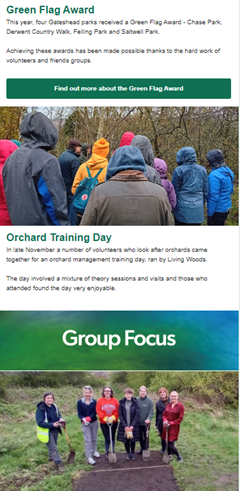 Green Flag Award
This year, four Gateshead parks received a Green Flag Award - Chase Park,
Derwent Country Walk, Felling Park and Saltwell Park.
Achieving these awards has been made possible thanks to the hard work of
volunteers and friends groups.
Find out more about the Green Flag Award
Orchard Training Day
In late November a number of volunteers who look after orchards came
together for an orchard management training day, ran by Living Woods.
The day involved a mixture of theory sessions and visits and those who
attended found the day very enjoyable.
Group Focus